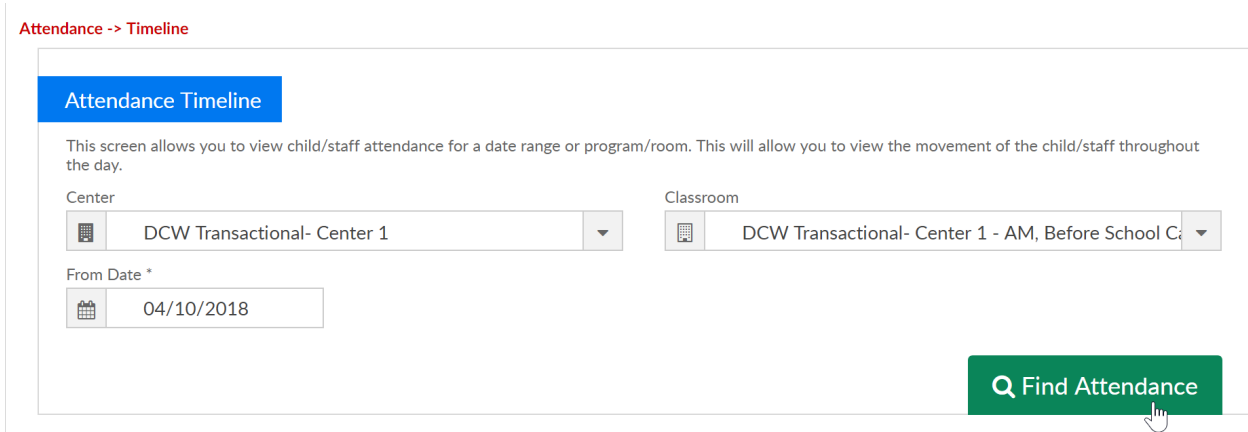 Attendance -> Timeline
Attendance Timeline
This screen allows you to view child/staff attendance for a date range or program/room. This will allow you to view the movement of the child/staff throughout
the day.
Center
Classroom
DCW Transactional- Center 1
DCW Transactional- Center 1 - AM, Before School
From Date *
04/10/2018
Find Attendance